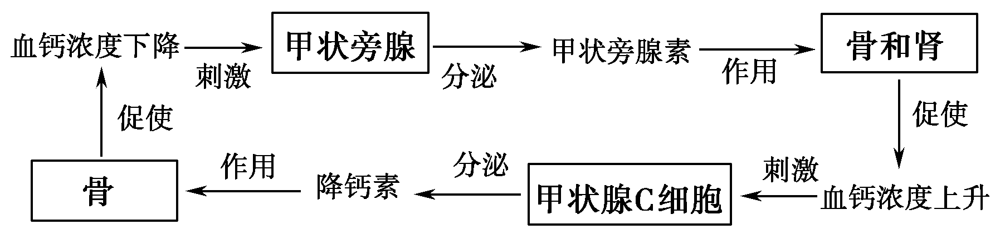 血钙浓度下降
刺激
甲状旁腺
分泌
甲状旁腺素
作用
骨和肾
促使
血钙浓度上升
刺激
甲状腺C细胞
分泌
降钙素
作用
骨
促使